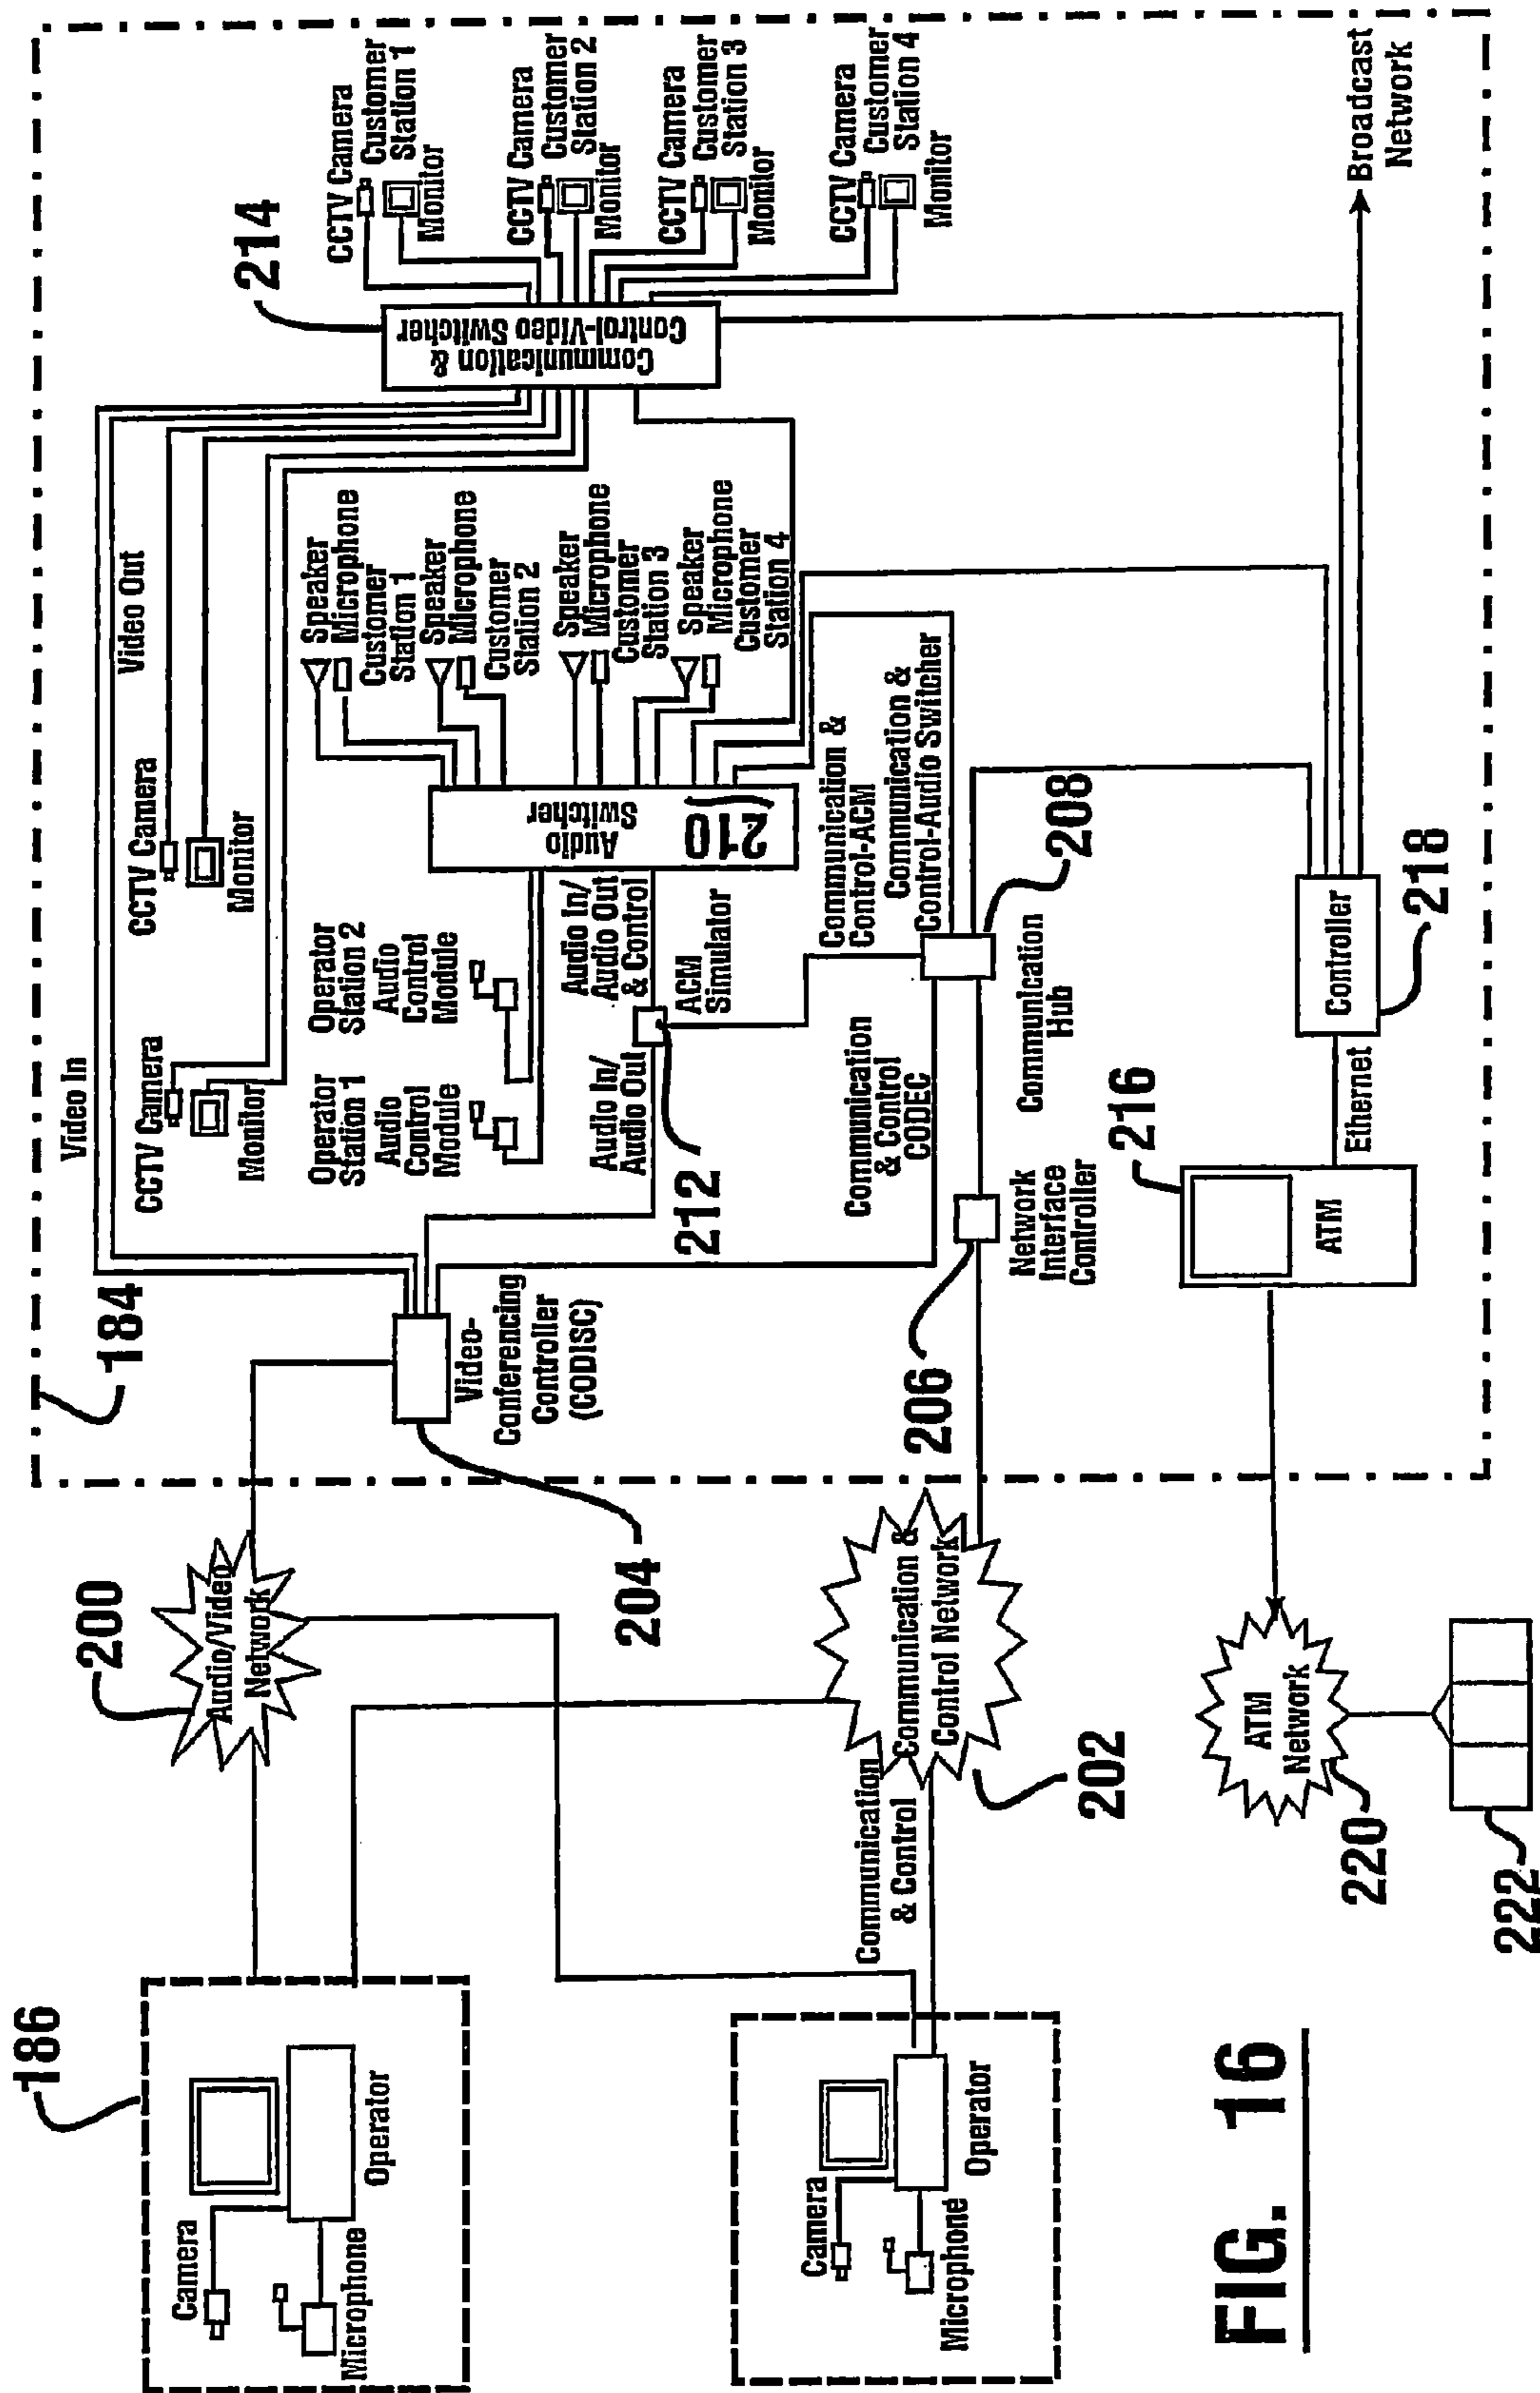 186
Camera
Microphone
Operator
Camera
Microphone
Operator
200
Audio/Video
Network
Communication
& Control
Communication &
Control Network
202
ATM
Network
220
222
184
204
Video-
Conferencing
Controller
(CODISC)
Video In
Video Out
CCTV Camera
Monitor
CCTV Camera
Monitor
Operator
Station 1
Audio
Control
Module
Operator
Station 2
Audio
Control
Module
Audio In/
Audio Out
Audio In/
Audio Out
& Control
ACM
Simulator
212
Audio
Switcher
210
Speaker
Microphone
Customer
Station 1
Speaker
Microphone
Customer
Station 2
Speaker
Microphone
Customer
Station 3
Speaker
Microphone
Customer
Station 4
214
Communication &
Control-Video Switcher
CCTV Camera
Customer
Station 1
Monitor
CCTV Camera
Customer
Station 2
Monitor
CCTV Camera
Customer
Station 3
Monitor
CCTV Camera
Customer
Station 4
Monitor
Communication
& Control
CODEC
Communication &
Control-ACM
Communication &
Control-Audio Switcher
206
Network
Interface
Controller
Communication
Hub
208
216
ATM
Ethernet
Controller
218
Broadcast
Network
FIG. 16